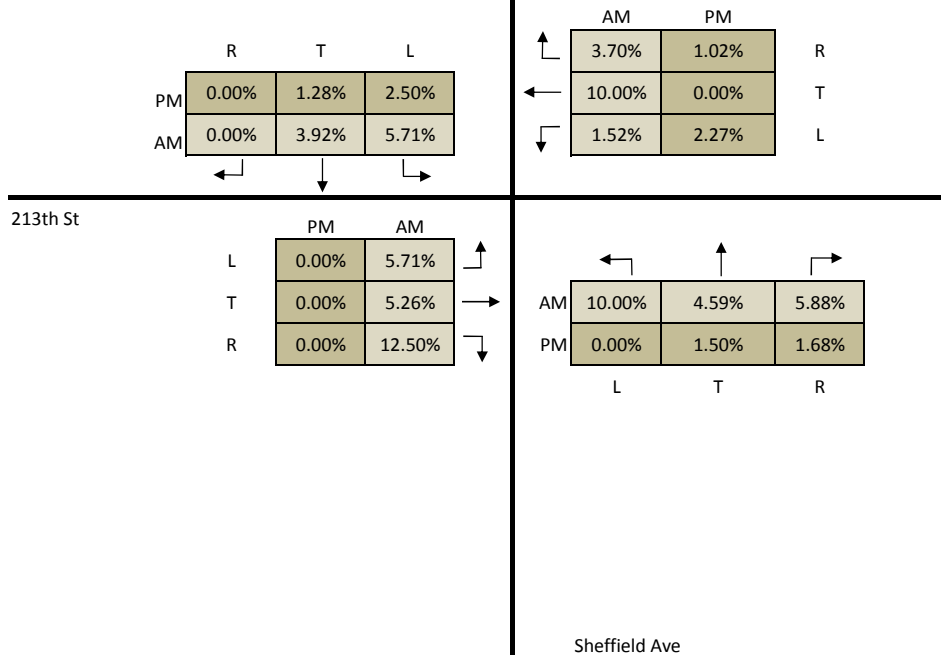 AM PM
3.70% 1.02% R
10.00% 0.00% T
1.52% 2.27% L
R T L
PM 0.00% 1.28% 2.50%
AM 0.00% 3.92% 5.71%
213th St
PM AM
L 0.00% 5.71%
T 0.00% 5.26%
R 0.00% 12.50%
AM 10.00% 4.59% 5.88%
PM 0.00% 1.50% 1.68%
L T R
Sheffield Ave